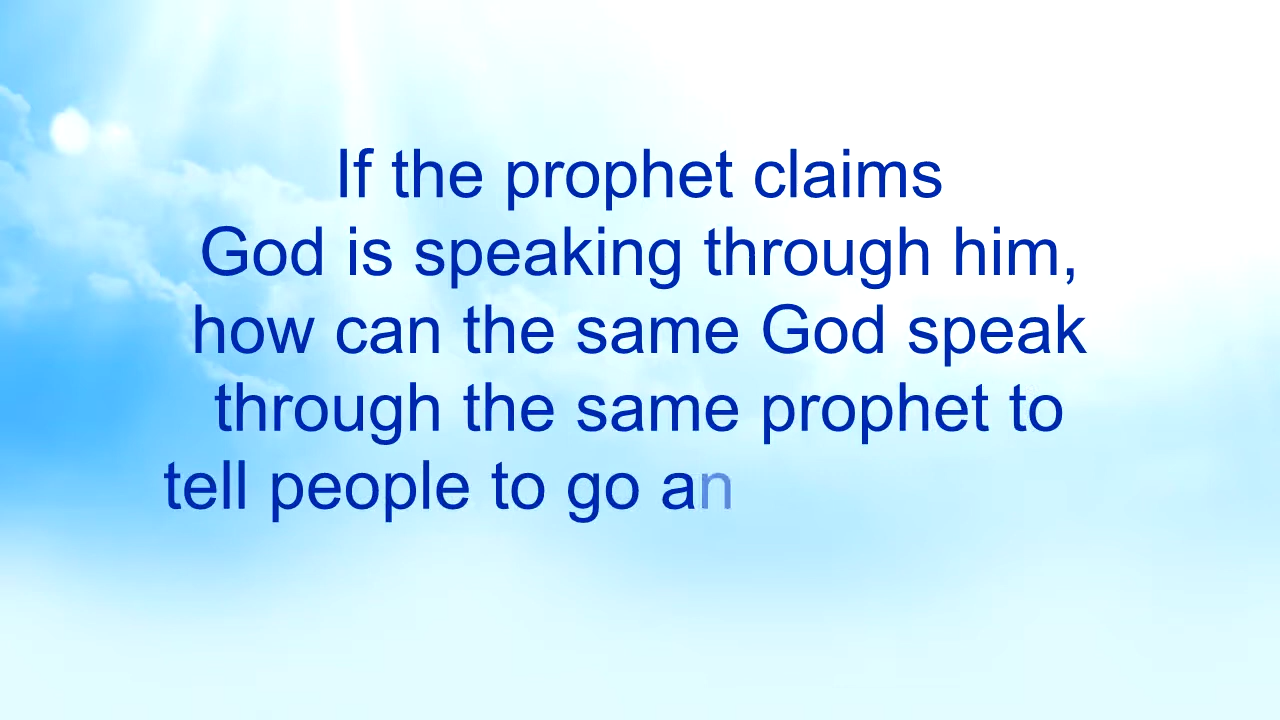 If the prophet claims
God is speaking through him,
how can the same God speak
through the same prophet to
tell people to go an